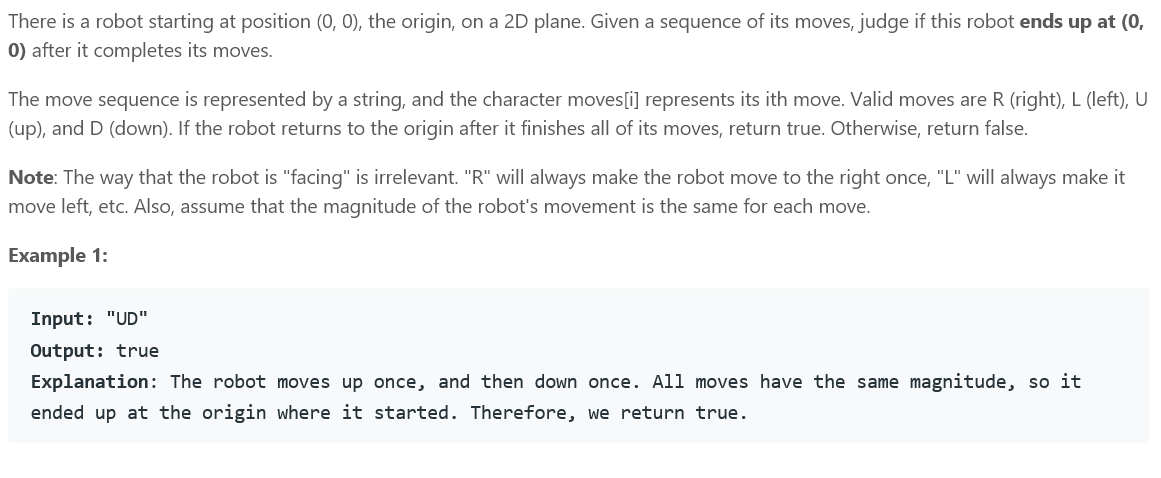 There is a robot starting at position (0, 0), the origin, on a 2D plane. Given a sequence of its moves, judge if this robot ends up at (0,
0) after it completes its moves.
The move sequence is represented by a string, and the character moves[i] represents its ith move. Valid moves are R (right), L (left), U
(up), and D (down). If the robot returns to the origin after it finishes all of its moves, return true. Otherwise, return false.
Note: The way that the robot is "facing" is irrelevant. "R" will always make the robot move to the right once, "L" will always make it
move left, etc. Also, assume that the magnitude of the robot's movement is the same for each move.
Example 1:
Input: "UD"
Output: true
Explanation: The robot moves up once, and then down once. All moves have the same magnitude, so it
ended up at the origin where it started. Therefore, we return true.